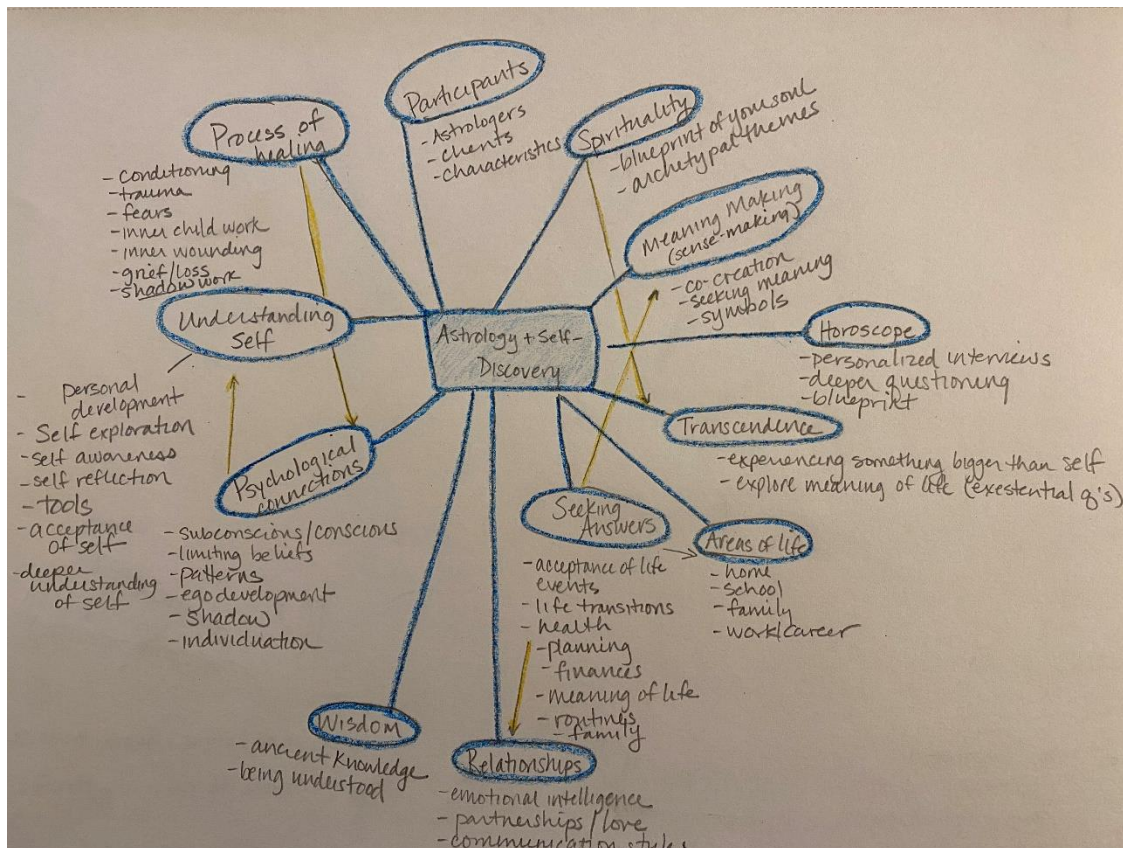 Participants
- Astrologers
- clients
- characteristics
Process of
healing
- conditioning
- trauma
- fears
- inner child work
- inner wounding
- grief/loss
- shadow work
Spirituality
- blueprint of your soul
- archetypal themes
Meaning Making
(sense-making)
- co-creation
- seeking meaning
- symbols
Understanding
Self
- personal
development
- Self exploration
- self awareness
- self reflection
- tools
- acceptance
of self
- deeper
understanding
of self
Astrology + Self-
Discovery
Horoscope
- personalized interviews
- deeper questioning
- blueprint
Transcendence
- experiencing something bigger than self
- explore meaning of life (exestential q's)
Psychological
connections
- subconscious/conscious
- limiting beliefs
- patterns
- ego development
- shadow
- individuation
Seeking
Answers
- acceptance of life
events
- life transitions
- health
- planning
- finances
- meaning of life
- routines
- family
Areas of life
- home
- school
- family
- work/career
Wisdom
- ancient knowledge
- being understood
Relationships
- emotional intelligence
- partnerships/love
- communication styles